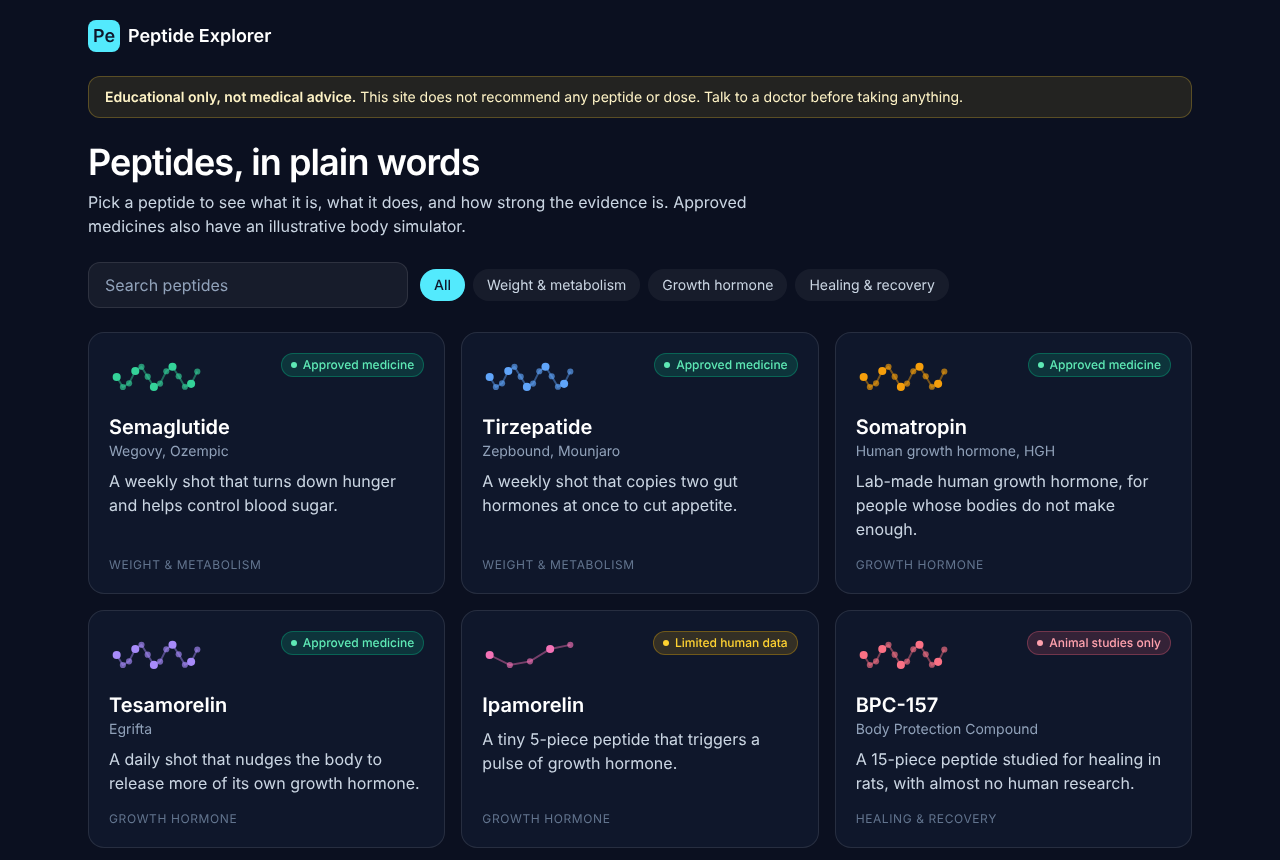 Pe Peptide Explorer
Educational only, not medical advice. This site does not recommend any peptide or dose. Talk to a doctor before taking anything.
Peptides, in plain words
Pick a peptide to see what it is, what it does, and how strong the evidence is. Approved
medicines also have an illustrative body simulator.
Search peptides
All
Weight & metabolism
Growth hormone
Healing & recovery
Approved medicine
Semaglutide
Wegovy, Ozempic
A weekly shot that turns down hunger
and helps control blood sugar.
WEIGHT & METABOLISM
Approved medicine
Tirzepatide
Zepbound, Mounjaro
A weekly shot that copies two gut
hormones at once to cut appetite.
WEIGHT & METABOLISM
Approved medicine
Somatropin
Human growth hormone, HGH
Lab-made human growth hormone, for
people whose bodies do not make
enough.
GROWTH HORMONE
Approved medicine
Tesamorelin
Egrifta
A daily shot that nudges the body to
release more of its own growth hormone.
GROWTH HORMONE
Limited human data
Ipamorelin
A tiny 5-piece peptide that triggers a
pulse of growth hormone.
GROWTH HORMONE
Animal studies only
BPC-157
Body Protection Compound
A 15-piece peptide studied for healing in
rats, with almost no human research.
HEALING & RECOVERY